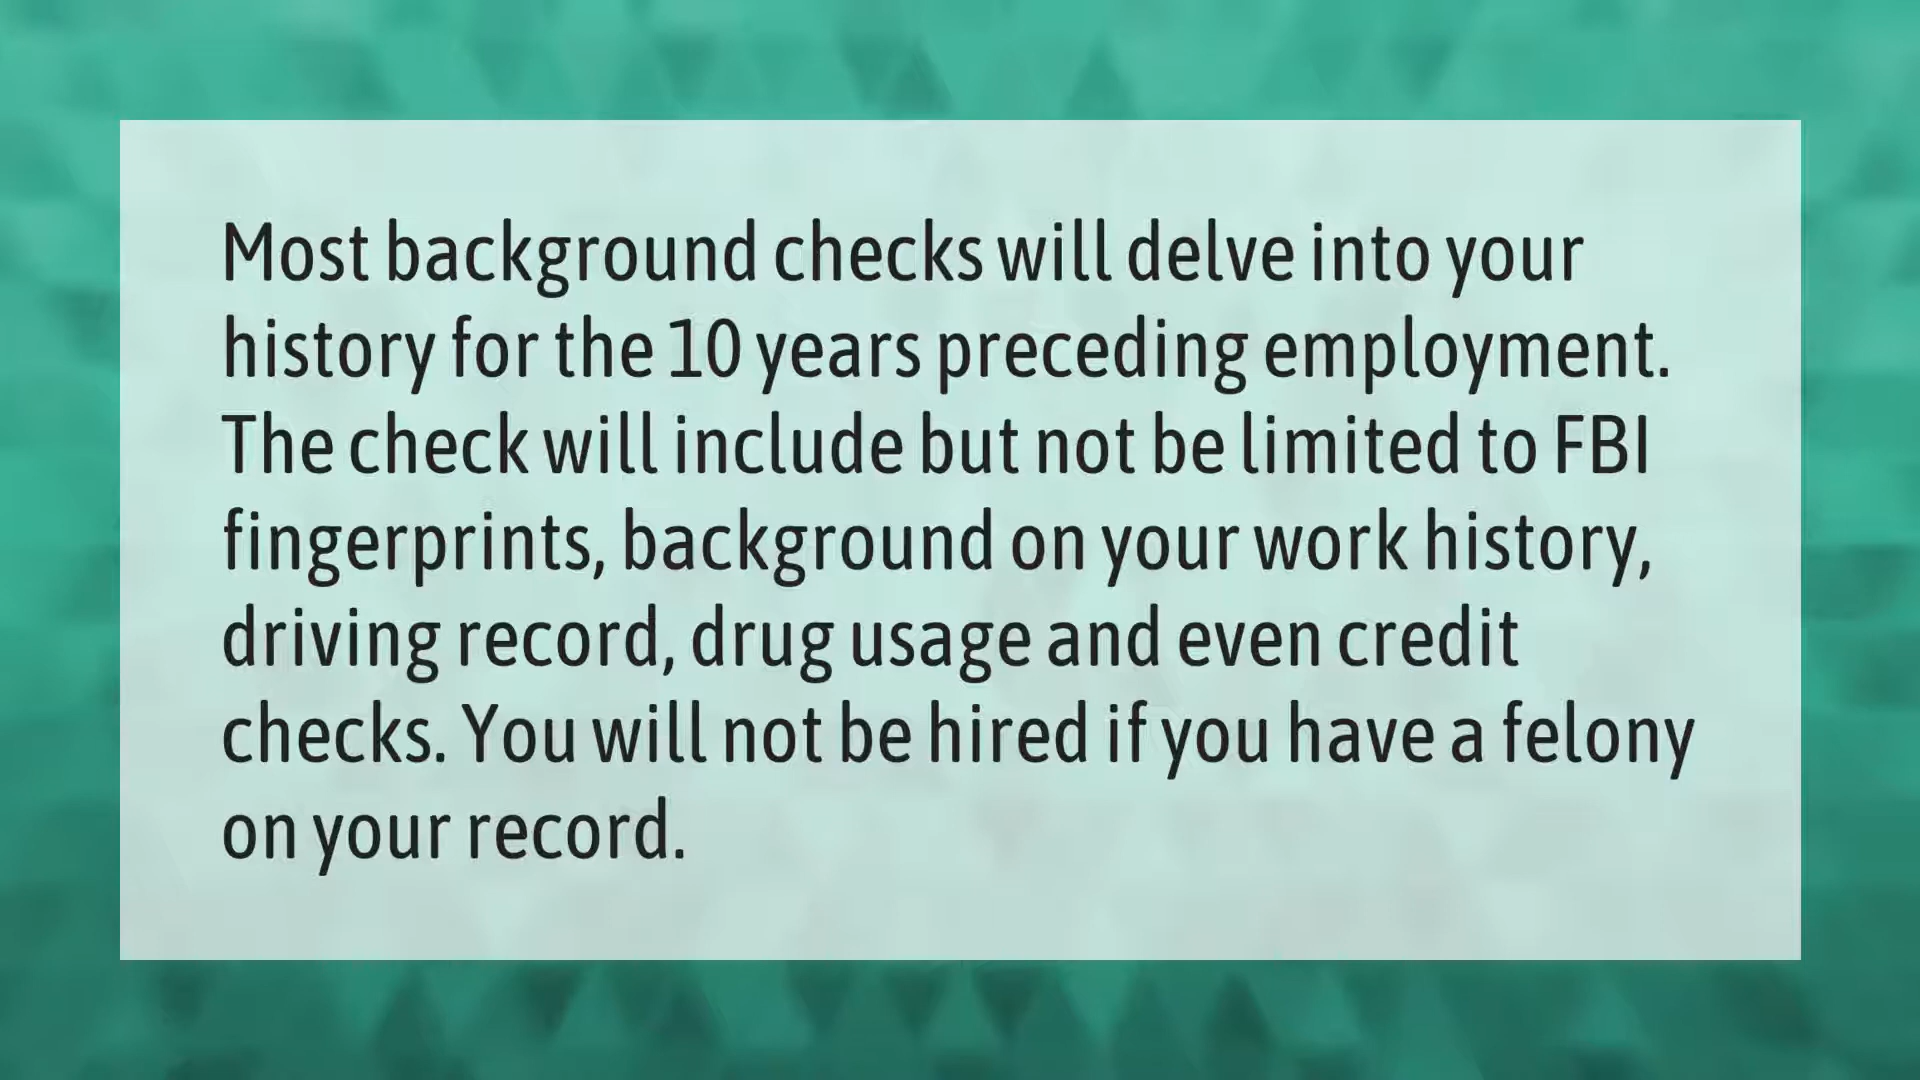 Most background checks will delve into your
history for the 10 years preceding employment.
The check will include but not be limited to FBI
fingerprints, background on your work history,
driving record, drug usage and even credit
checks. You will not be hired if you have a felony
on your record.